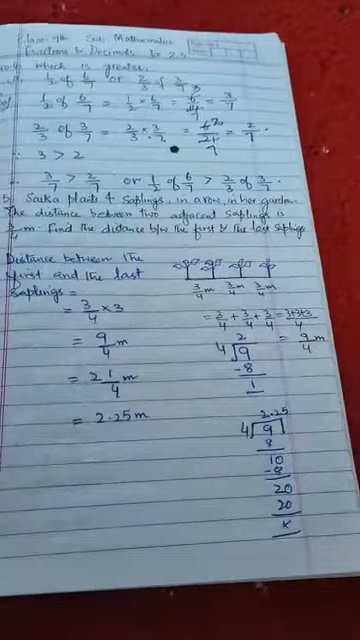 Class 7th Sub. Mathematics
Fractions & Decimals Ex 2.3
which is greater
1/2 of 6/7 or 2/3 of 3/7
1/2 of 6/7 = 1/2 × 6/7 = 6/14 = 3/7
2/3 of 3/7 = 2/3 × 3/7 = 6/21 = 2/7
3 > 2
∴ 3/7 > 2/7 or 1/2 of 6/7 > 2/3 of 3/7
Saika plants 4 Saplings, in a row, in her garden
The distance between two adjacent Saplings is
3/4 m. Find the distance b/w the first & the last saplings
Distance between the
first and the last
saplings =
3/4 m 3/4 m 3/4 m
= 3/4 × 3
= 3/4 + 3/4 + 3/4 = 3+3+3/4
= 9/4 m
= 9/4 m
2
4 9
-8
1
= 2 1/4 m
= 2.25 m
2.25
4 9
8
10
-8
20
20
×